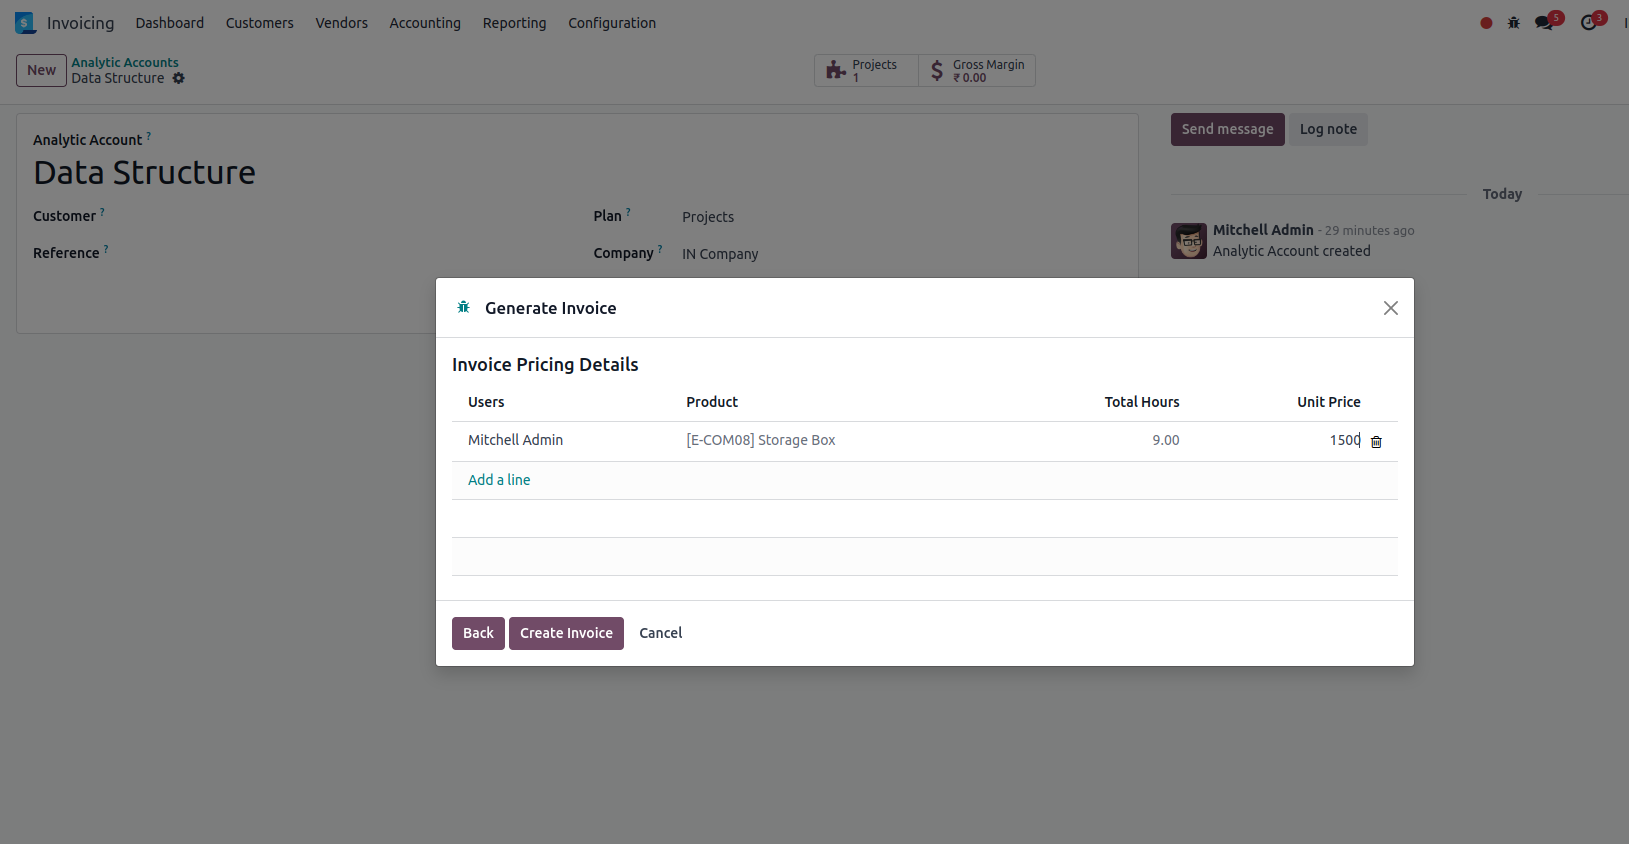 Invoicing Dashboard Customers Vendors Accounting Reporting Configuration 5 3
New Analytic Accounts
Data Structure
Projects
1
Gross Margin
₹ 0.00
Analytic Account ?
Data Structure
Customer ?
Plan ? Projects
Reference ?
Company ? IN Company
Send message Log note
Today
Mitchell Admin - 29 minutes ago
Analytic Account created
Generate Invoice
Invoice Pricing Details
Users Product Total Hours Unit Price
Mitchell Admin [E-COM08] Storage Box 9.00 1500
Add a line
Back Create Invoice Cancel